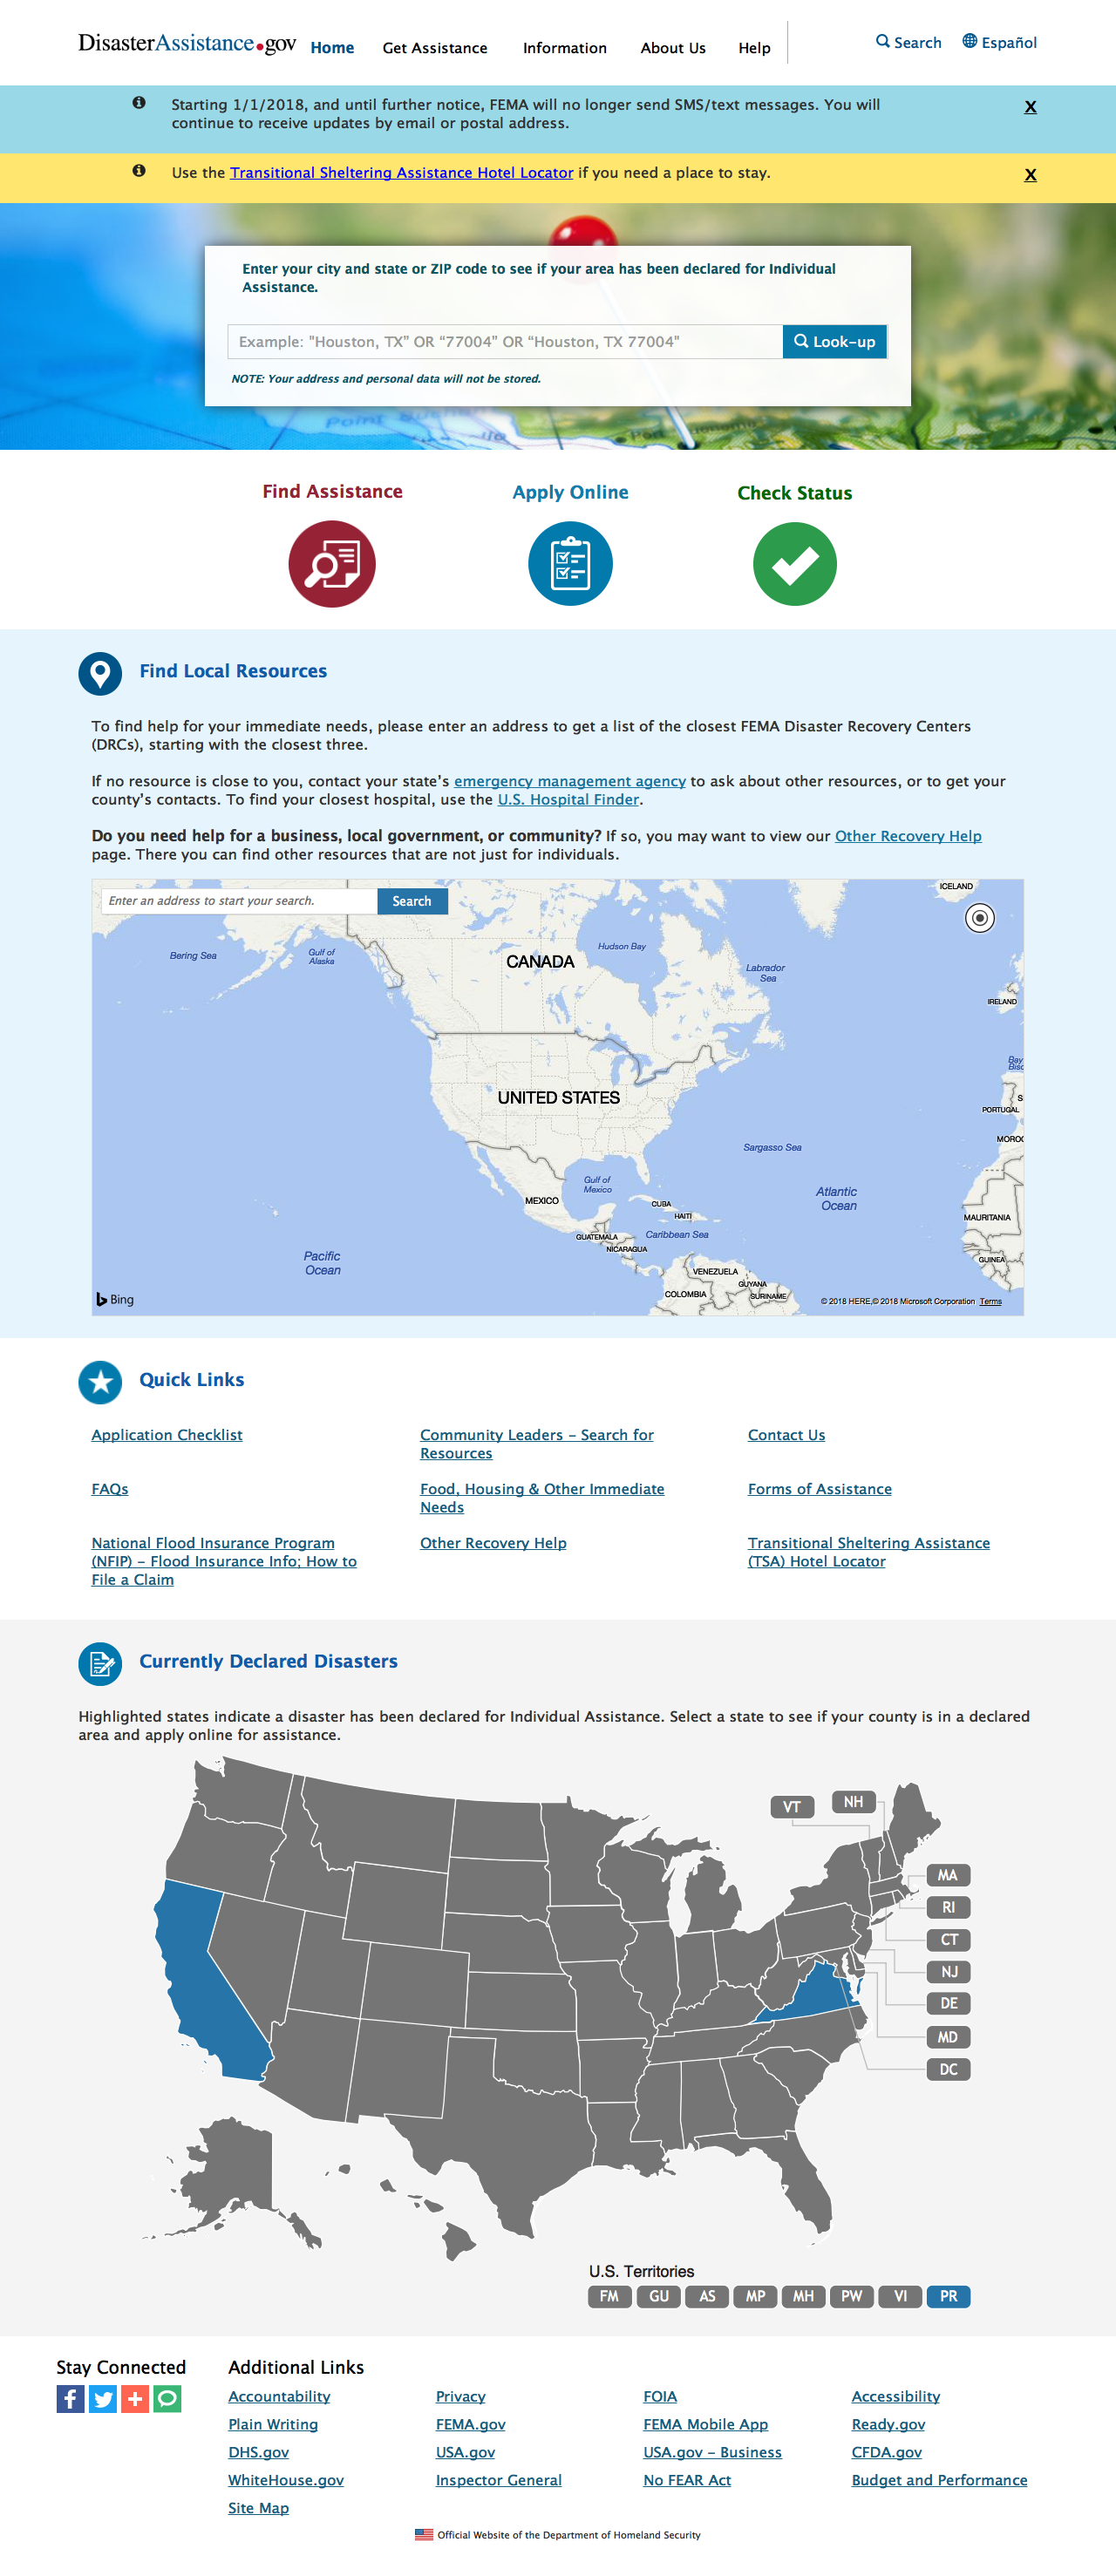 DisasterAssistance.gov Home Get Assistance Information About Us Help Search Español
Starting 1/1/2018, and until further notice, FEMA will no longer send SMS/text messages. You will
continue to receive updates by email or postal address.
X
Use the Transitional Sheltering Assistance Hotel Locator if you need a place to stay.
X
Enter your city and state or ZIP code to see if your area has been declared for Individual
Assistance.
Example: "Houston, TX" OR "77004" OR "Houston, TX 77004"
Look-up
NOTE: Your address and personal data will not be stored.
Find Assistance
Apply Online
Check Status
Find Local Resources
To find help for your immediate needs, please enter an address to get a list of the closest FEMA Disaster Recovery Centers
(DRCs), starting with the closest three.
If no resource is close to you, contact your state's emergency management agency to ask about other resources, or to get your
county's contacts. To find your closest hospital, use the U.S. Hospital Finder.
Do you need help for a business, local government, or community? If so, you may want to view our Other Recovery Help
page. There you can find other resources that are not just for individuals.
Enter an address to start your search.
Search
ICELAND
Bering Sea
Gulf of
Alaska
Hudson Bay
CANADA
Labrador
Sea
IRELAND
UNITED STATES
PORTUGAL
Sargasso Sea
Gulf of
Mexico
MEXICO
Atlantic
Ocean
CUBA
HAITI
MAURITANIA
GUATEMALA
Caribbean Sea
NICARAGUA
Pacific
Ocean
GUINEA
VENEZUELA
GUYANA
COLOMBIA
SURINAME
Bing
© 2018 HERE,© 2018 Microsoft Corporation Terms
Quick Links
Application Checklist
Community Leaders - Search for
Resources
Contact Us
FAQs
Food, Housing & Other Immediate
Needs
Forms of Assistance
National Flood Insurance Program
(NFIP) - Flood Insurance Info; How to
File a Claim
Other Recovery Help
Transitional Sheltering Assistance
(TSA) Hotel Locator
Currently Declared Disasters
Highlighted states indicate a disaster has been declared for Individual Assistance. Select a state to see if your county is in a declared
area and apply online for assistance.
VT
NH
MA
RI
CT
NJ
DE
MD
DC
U.S. Territories
FM GU AS MP MH PW VI PR
Stay Connected
Additional Links
Accountability Privacy FOIA Accessibility
Plain Writing FEMA.gov FEMA Mobile App Ready.gov
DHS.gov USA.gov USA.gov - Business CFDA.gov
WhiteHouse.gov Inspector General No FEAR Act Budget and Performance
Site Map
Official Website of the Department of Homeland Security